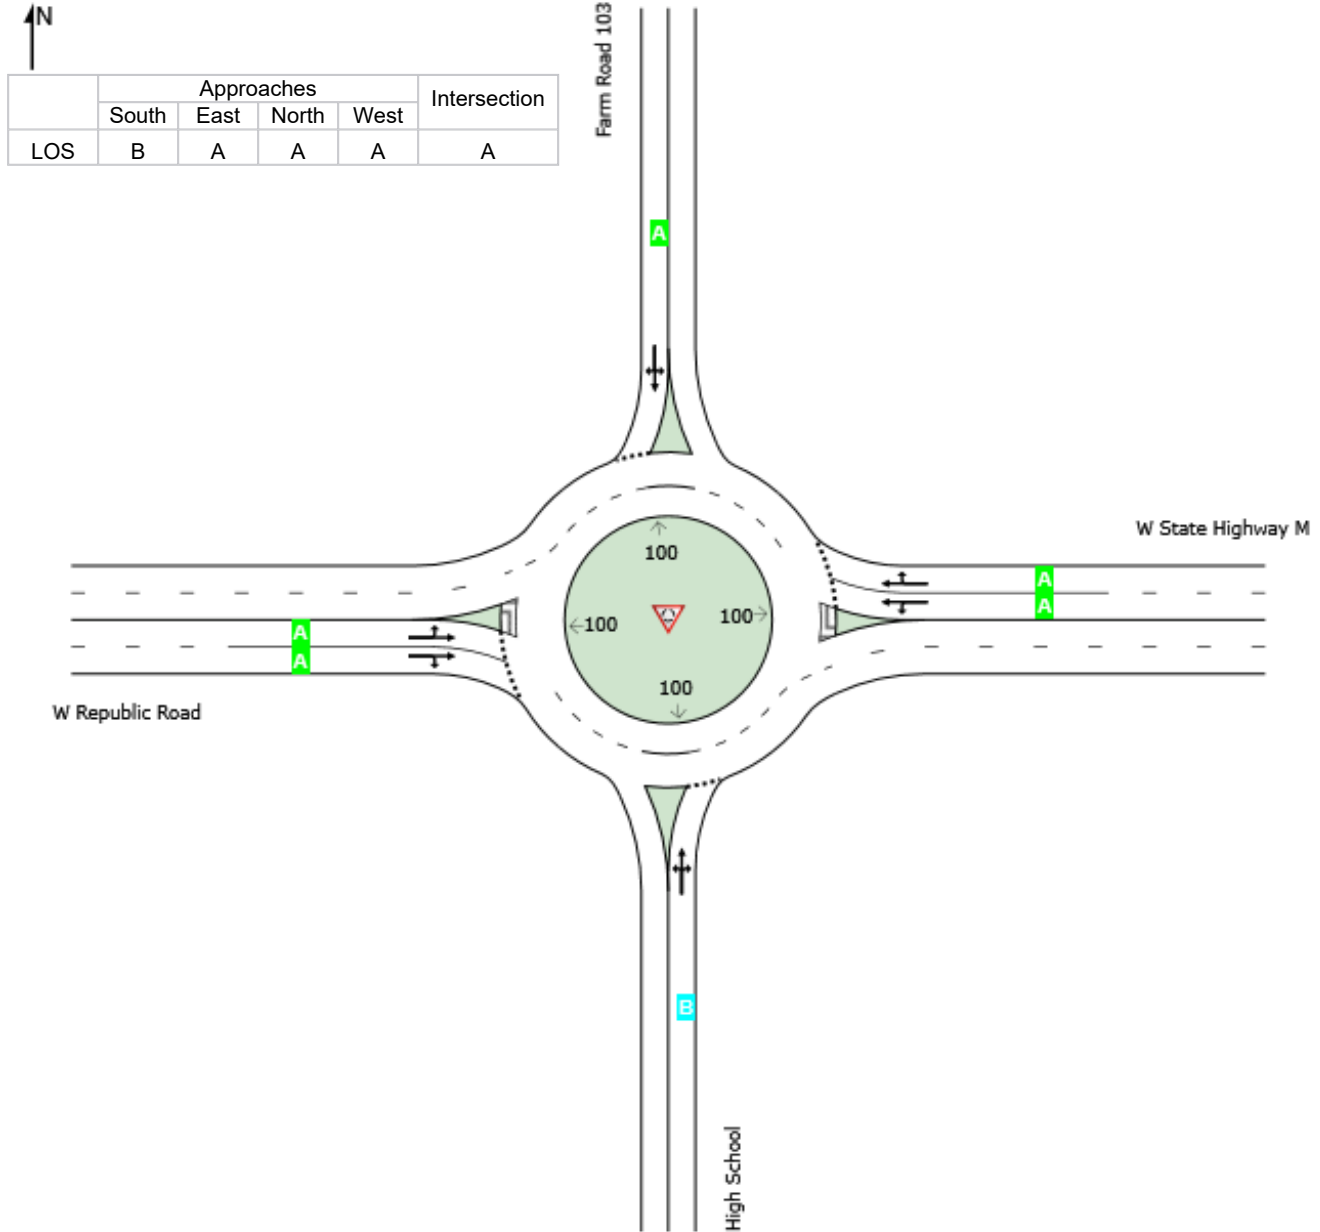 N
Farm Road 103
Approaches
Intersection
South East North West
LOS B A A A A
A
W State Highway M
100
A
A
100
100
A
A
100
W Republic Road
B
High School